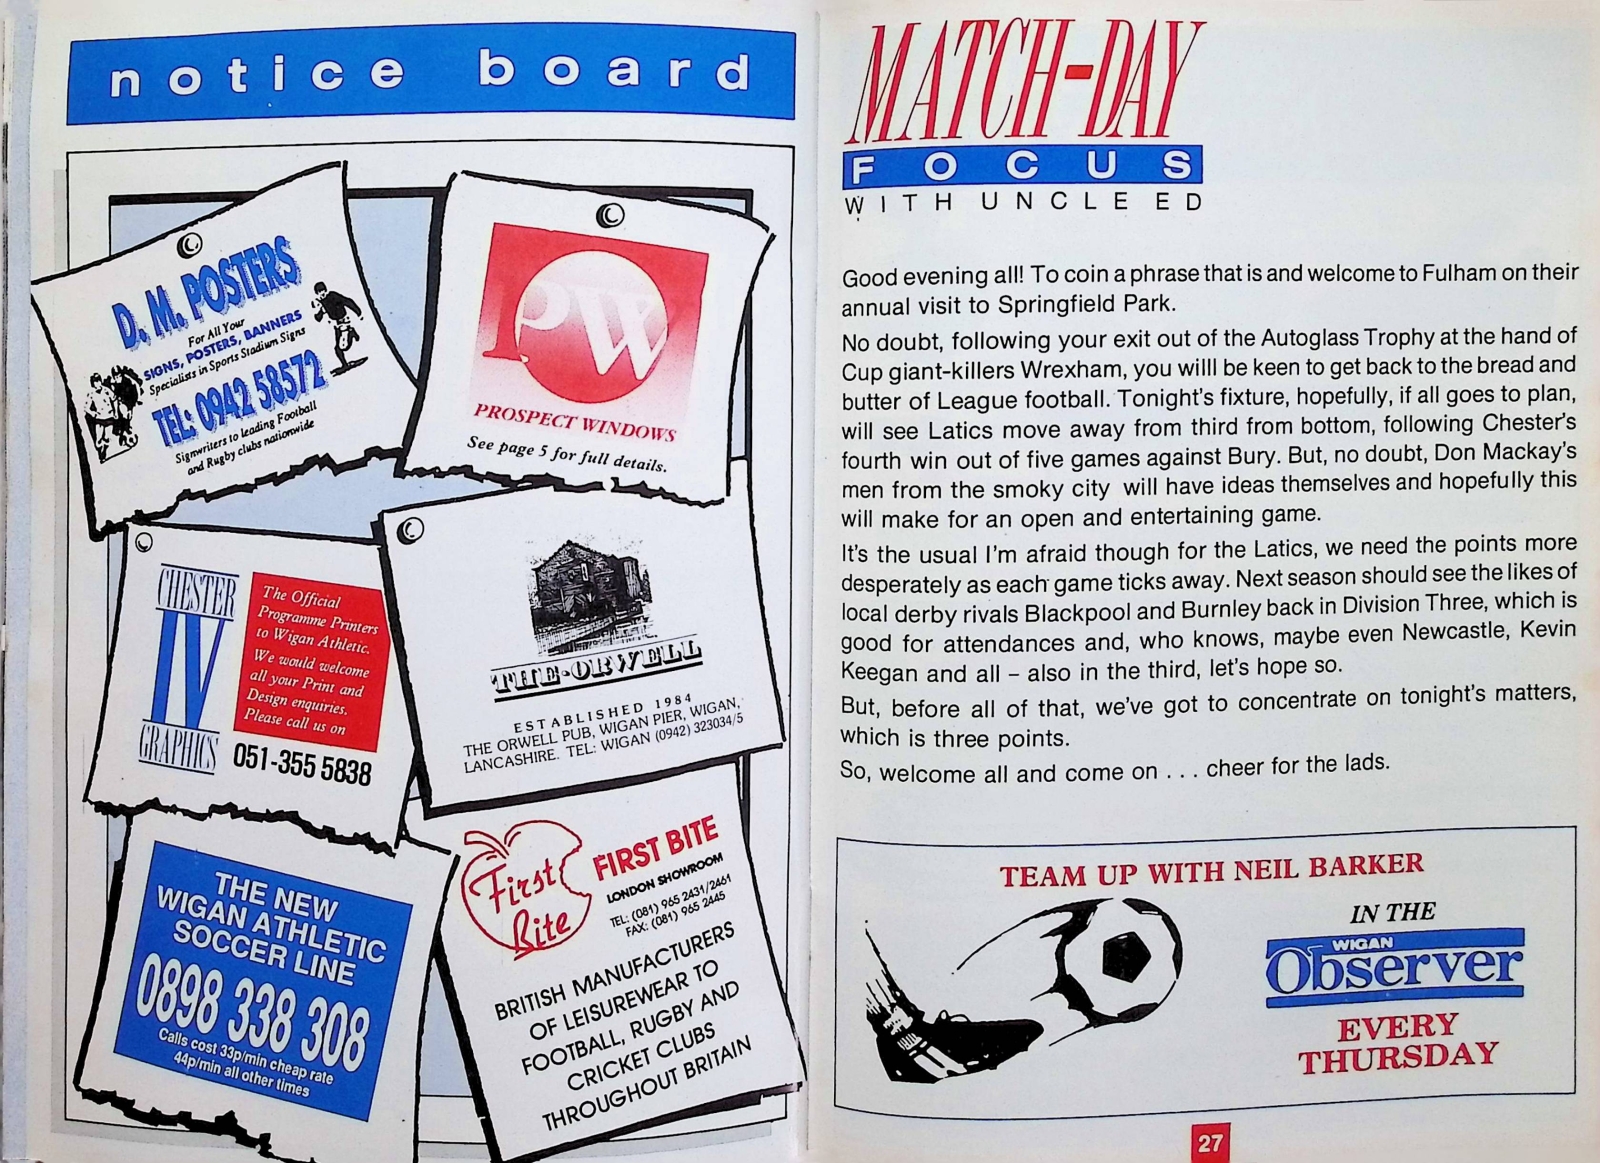 notice board
D. M. POSTERS
For All Your
SIGNS, POSTERS, BANNERS
Specialists in Sports Stadium Signs
TEL: 0942 58572
Signwriters to leading Football
and Rugby clubs nationwide
PW
PROSPECT WINDOWS
See page 5 for full details.
CHESTER
IV
GRAPHICS
The Official
Programme Printers
to Wigan Athletic.
We would welcome
all your Print and
Design enquiries.
Please call us on
051-355 5838
THE·ORWELL
ESTABLISHED 1984
THE ORWELL PUB, WIGAN PIER, WIGAN,
LANCASHIRE. TEL: WIGAN (0942) 323034/5
THE NEW
WIGAN ATHLETIC
SOCCER LINE
0898 338 308
Calls cost 33p/min cheap rate
44p/min all other times
First
Bite
FIRST BITE
LONDON SHOWROOM
TEL: (081) 965 2431/2461
FAX: (081) 965 2445
BRITISH MANUFACTURERS
OF LEISUREWEAR TO
FOOTBALL, RUGBY AND
CRICKET CLUBS
THROUGHOUT BRITAIN
MATCH-DAY
FOCUS
WITH UNCLE ED
Good evening all! To coin a phrase that is and welcome to Fulham on their
annual visit to Springfield Park.
No doubt, following your exit out of the Autoglass Trophy at the hand of
Cup giant-killers Wrexham, you willl be keen to get back to the bread and
butter of League football. Tonight's fixture, hopefully, if all goes to plan,
will see Latics move away from third from bottom, following Chester's
fourth win out of five games against Bury. But, no doubt, Don Mackay's
men from the smoky city will have ideas themselves and hopefully this
will make for an open and entertaining game.
It's the usual I'm afraid though for the Latics, we need the points more
desperately as each game ticks away. Next season should see the likes of
local derby rivals Blackpool and Burnley back in Division Three, which is
good for attendances and, who knows, maybe even Newcastle, Kevin
Keegan and all – also in the third, let's hope so.
But, before all of that, we've got to concentrate on tonight's matters,
which is three points.
So, welcome all and come on . . . cheer for the lads.
TEAM UP WITH NEIL BARKER
IN THE
WIGAN
Observer
EVERY
THURSDAY
27